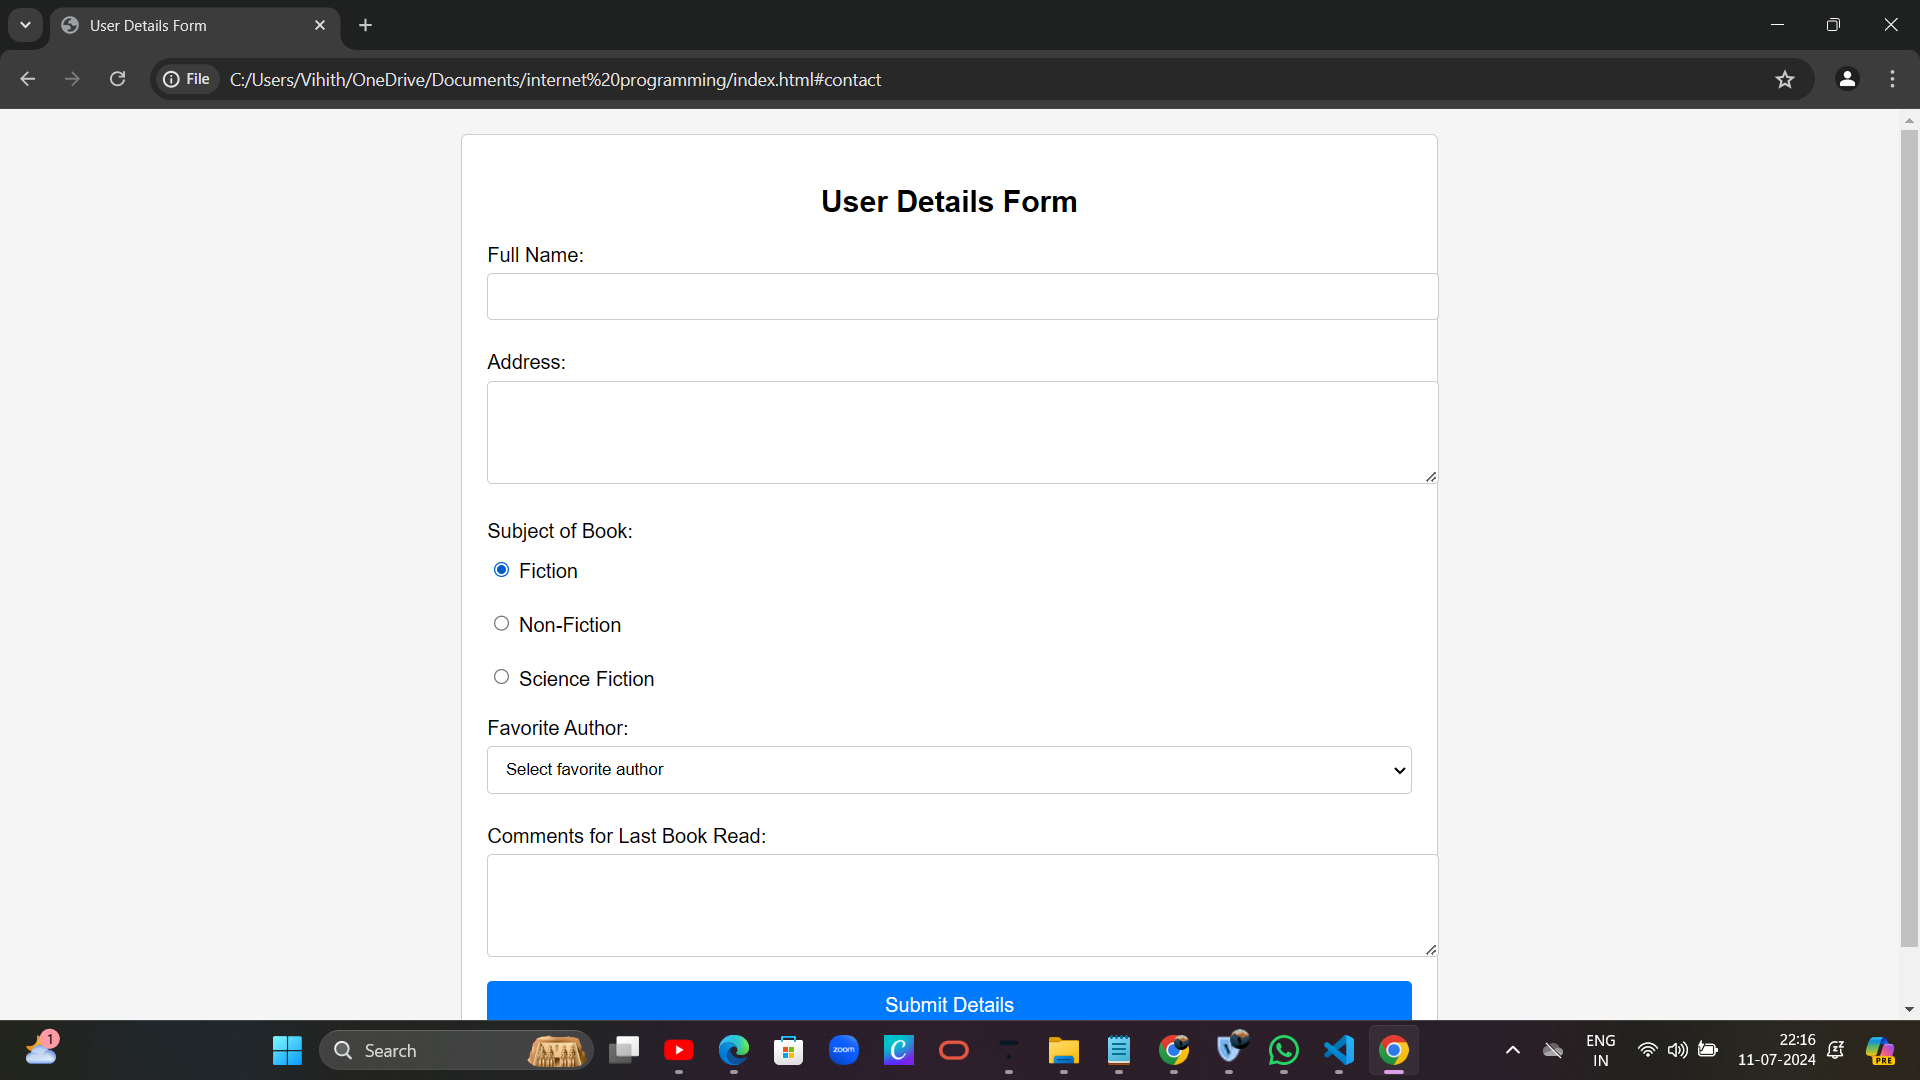 User Details Form
File
C:/Users/Vihith/OneDrive/Documents/internet%20programming/index.html#contact
User Details Form
Full Name:
Address:
Subject of Book:
Fiction
Non-Fiction
Science Fiction
Favorite Author:
Select favorite author
Comments for Last Book Read:
Submit Details
1
Search
zoom
C
ENG
IN
22:16
11-07-2024
PRE